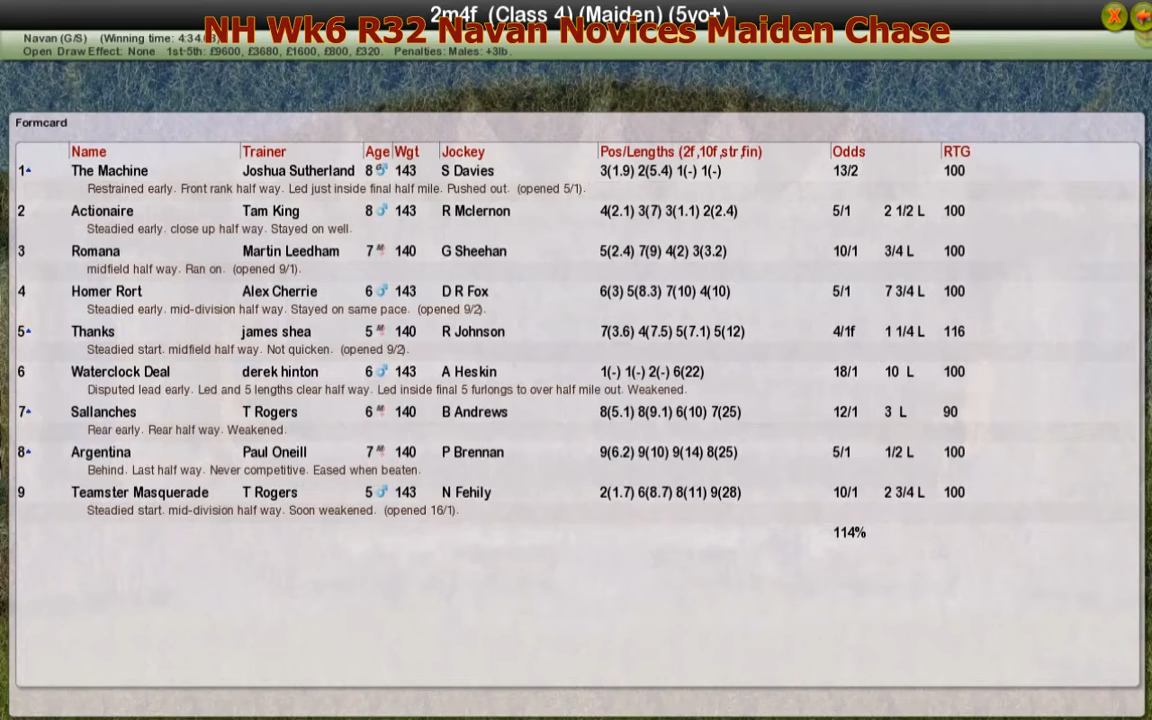 2m4f (Class 4) (Maiden) (5yo+)
NH Wk6 R32 Navan Novices Maiden Chase
Navan (G/S) (Winning time: 4:34.
Open Draw Effect: None 1st-5th: £9600, £3680, £1600, £800, £320. Penalties: Males: +3lb.
Formcard
Name Trainer Age Wgt Jockey Pos/Lengths (2f,10f,str,fin) Odds RTG
1 The Machine Joshua Sutherland 8 143 S Davies 3(1.9) 2(5.4) 1(-) 1(-) 13/2 100
Restrained early. Front rank half way. Led just inside final half mile. Pushed out. (opened 5/1).
2 Actionaire Tam King 8 143 R Mclernon 4(2.1) 3(7) 3(1.1) 2(2.4) 5/1 2 1/2 L 100
Steadied early. close up half way. Stayed on well.
3 Romana Martin Leedham 7 140 G Sheehan 5(2.4) 7(9) 4(2) 3(3.2) 10/1 3/4 L 100
midfield half way. Ran on. (opened 9/1).
4 Homer Rort Alex Cherrie 6 143 D R Fox 6(3) 5(8.3) 7(10) 4(10) 5/1 7 3/4 L 100
Steadied early. mid-division half way. Stayed on same pace. (opened 9/2).
5 Thanks james shea 5 140 R Johnson 7(3.6) 4(7.5) 5(7.1) 5(12) 4/1f 1 1/4 L 116
Steadied start. midfield half way. Not quicken. (opened 9/2).
6 Waterclock Deal derek hinton 6 143 A Heskin 1(-) 1(-) 2(-) 6(22) 18/1 10 L 100
Disputed lead early. Led and 5 lengths clear half way. Led inside final 5 furlongs to over half mile out. Weakened.
7 Sallanches T Rogers 6 140 B Andrews 8(5.1) 8(9.1) 6(10) 7(25) 12/1 3 L 90
Rear early. Rear half way. Weakened.
8 Argentina Paul Oneill 7 140 P Brennan 9(6.2) 9(10) 9(14) 8(25) 5/1 1/2 L 100
Behind. Last half way. Never competitive. Eased when beaten.
9 Teamster Masquerade T Rogers 5 143 N Fehily 2(1.7) 6(8.7) 8(11) 9(28) 10/1 2 3/4 L 100
Steadied start. mid-division half way. Soon weakened. (opened 16/1).
114%